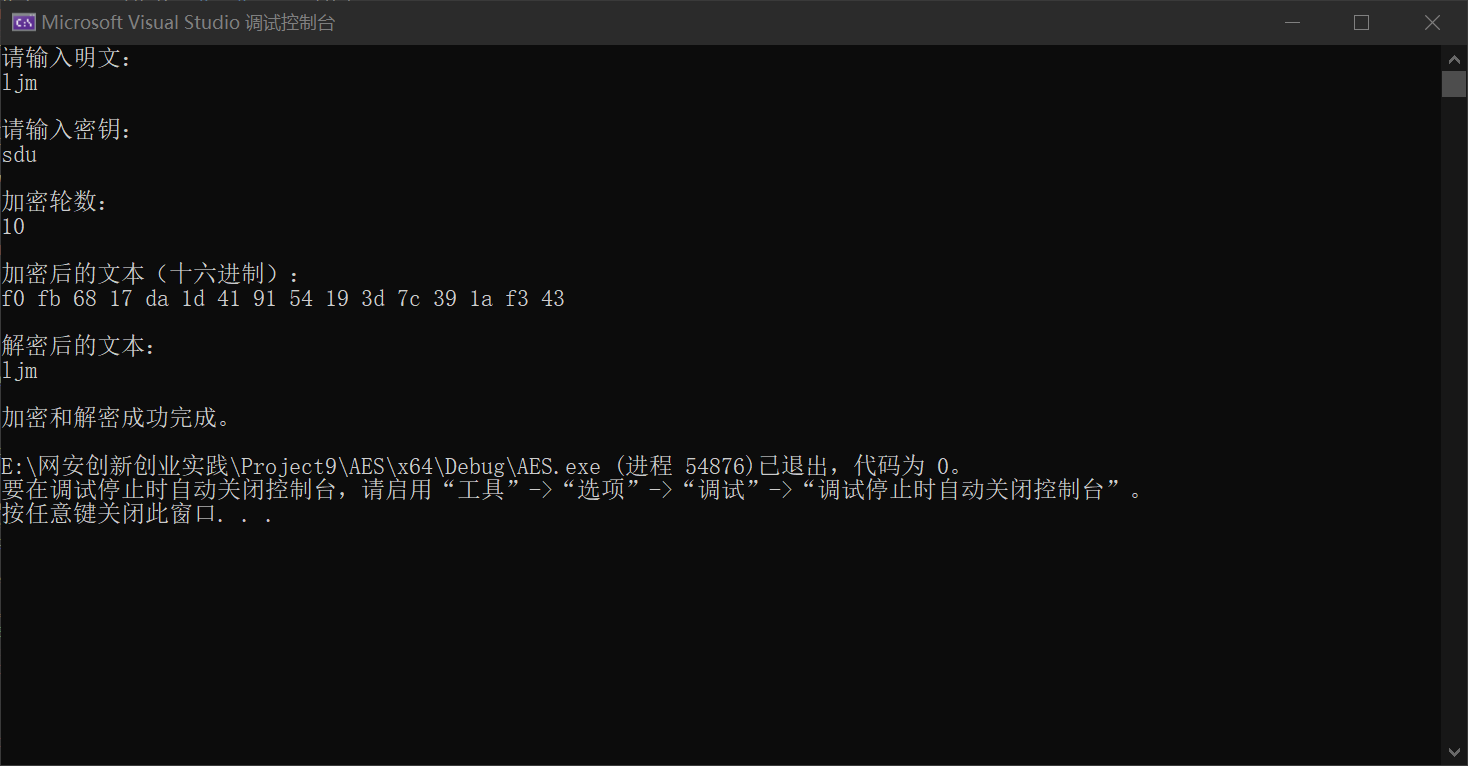 Microsoft Visual Studio 调试控制台
请输入明文：
ljm
请输入密钥：
sdu
加密轮数：
10
加密后的文本（十六进制）：
f0 fb 68 17 da 1d 41 91 54 19 3d 7c 39 1a f3 43
解密后的文本：
ljm
加密和解密成功完成。
E:\网安创新创业实践\Project9\AES\x64\Debug\AES.exe (进程 54876)已退出，代码为 0。
要在调试停止时自动关闭控制台，请启用“工具”->“选项”->“调试”->“调试停止时自动关闭控制台”。
按任意键关闭此窗口. . .